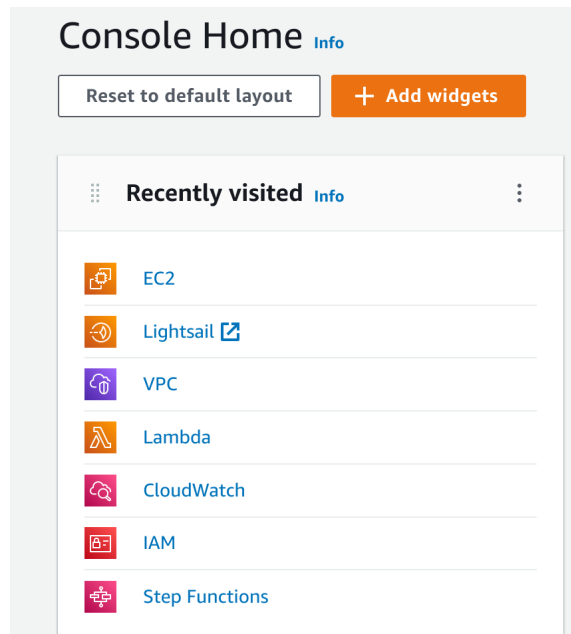 Console Home Info
Reset to default layout
+ Add widgets
Recently visited Info
EC2
Lightsail
VPC
Lambda
CloudWatch
IAM
Step Functions